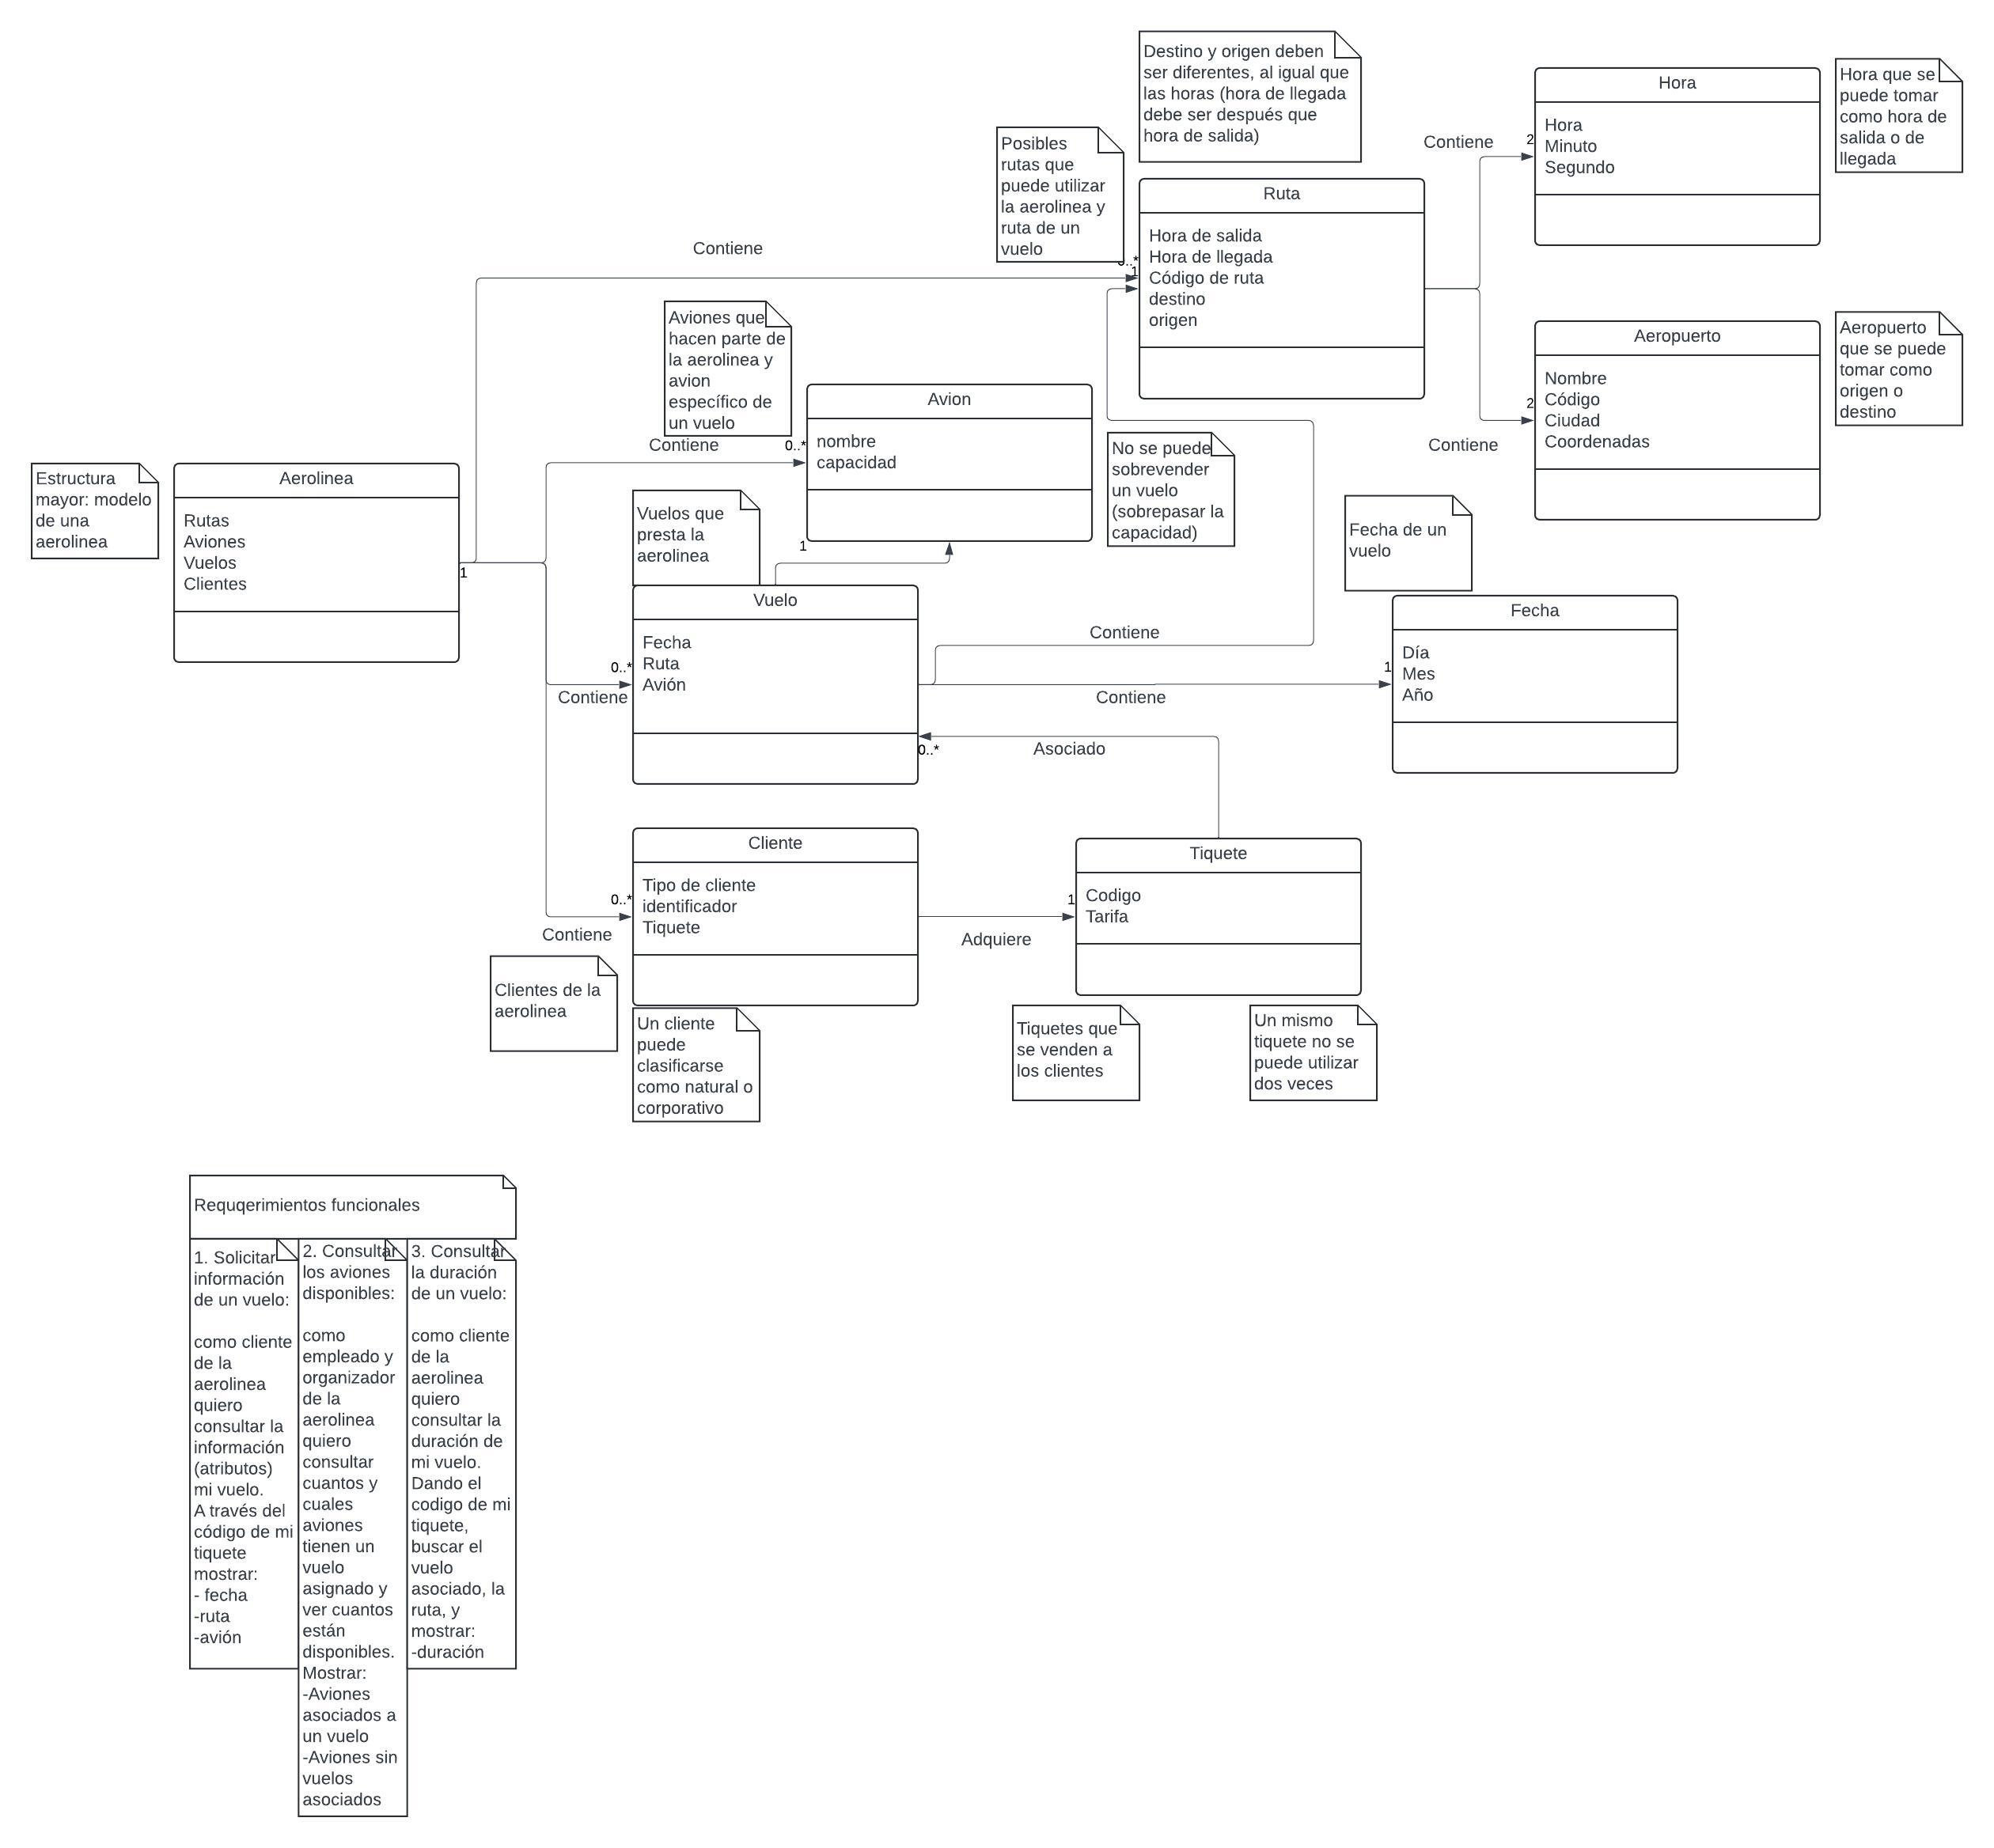 Destino y origen deben
ser diferentes, al igual que
las horas (hora de llegada
debe ser después que
hora de salida)
Hora
Hora
Minuto
Segundo
Hora que se
puede tomar
como hora de
salida o de
llegada
Contiene
2
Posibles
rutas que
puede utilizar
la aerolinea y
ruta de un
vuelo
Ruta
Hora de salida
Hora de llegada
Código de ruta
destino
origen
Contiene
0..*
1
Aviones que
hacen parte de
la aerolinea y
avion
específico de
un vuelo
Contiene
0..*
Avion
nombre
capacidad
Aeropuerto
Nombre
Código
Ciudad
Coordenadas
Aeropuerto
que se puede
tomar como
origen o
destino
2
Contiene
No se puede
sobrevender
un vuelo
(sobrepasar la
capacidad)
Estructura
mayor: modelo
de una
aerolinea
Aerolinea
Rutas
Aviones
Vuelos
Clientes
1
Vuelos que
presta la
aerolinea
1
Fecha de un
vuelo
Vuelo
Fecha
Ruta
Avión
0..*
Contiene
Contiene
Contiene
1
Fecha
Día
Mes
Año
0..*
Asociado
Cliente
Tipo de cliente
identificador
Tiquete
0..*
Contiene
1
Adquiere
Tiquete
Codigo
Tarifa
Clientes de la
aerolinea
Un cliente
puede
clasificarse
como natural o
corporativo
Tiquetes que
se venden a
los clientes
Un mismo
tiquete no se
puede utilizar
dos veces
Requqerimientos funcionales
1. Solicitar
información
de un vuelo:
como cliente
de la
aerolinea
quiero
consultar la
información
(atributos)
mi vuelo.
A través del
código de mi
tiquete
mostrar:
- fecha
-ruta
-avión
2. Consultar
los aviones
disponibles:
como
empleado y
organizador
de la
aerolinea
quiero
consultar
cuantos y
cuales
aviones
tienen un
vuelo
asignado y
ver cuantos
están
disponibles.
Mostrar:
-Aviones
asociados a
un vuelo
-Aviones sin
vuelos
asociados
3. Consultar
la duración
de un vuelo:
como cliente
de la
aerolinea
quiero
consultar la
duración de
mi vuelo.
Dando el
codigo de mi
tiquete,
buscar el
vuelo
asociado, la
ruta, y
mostrar:
-duración